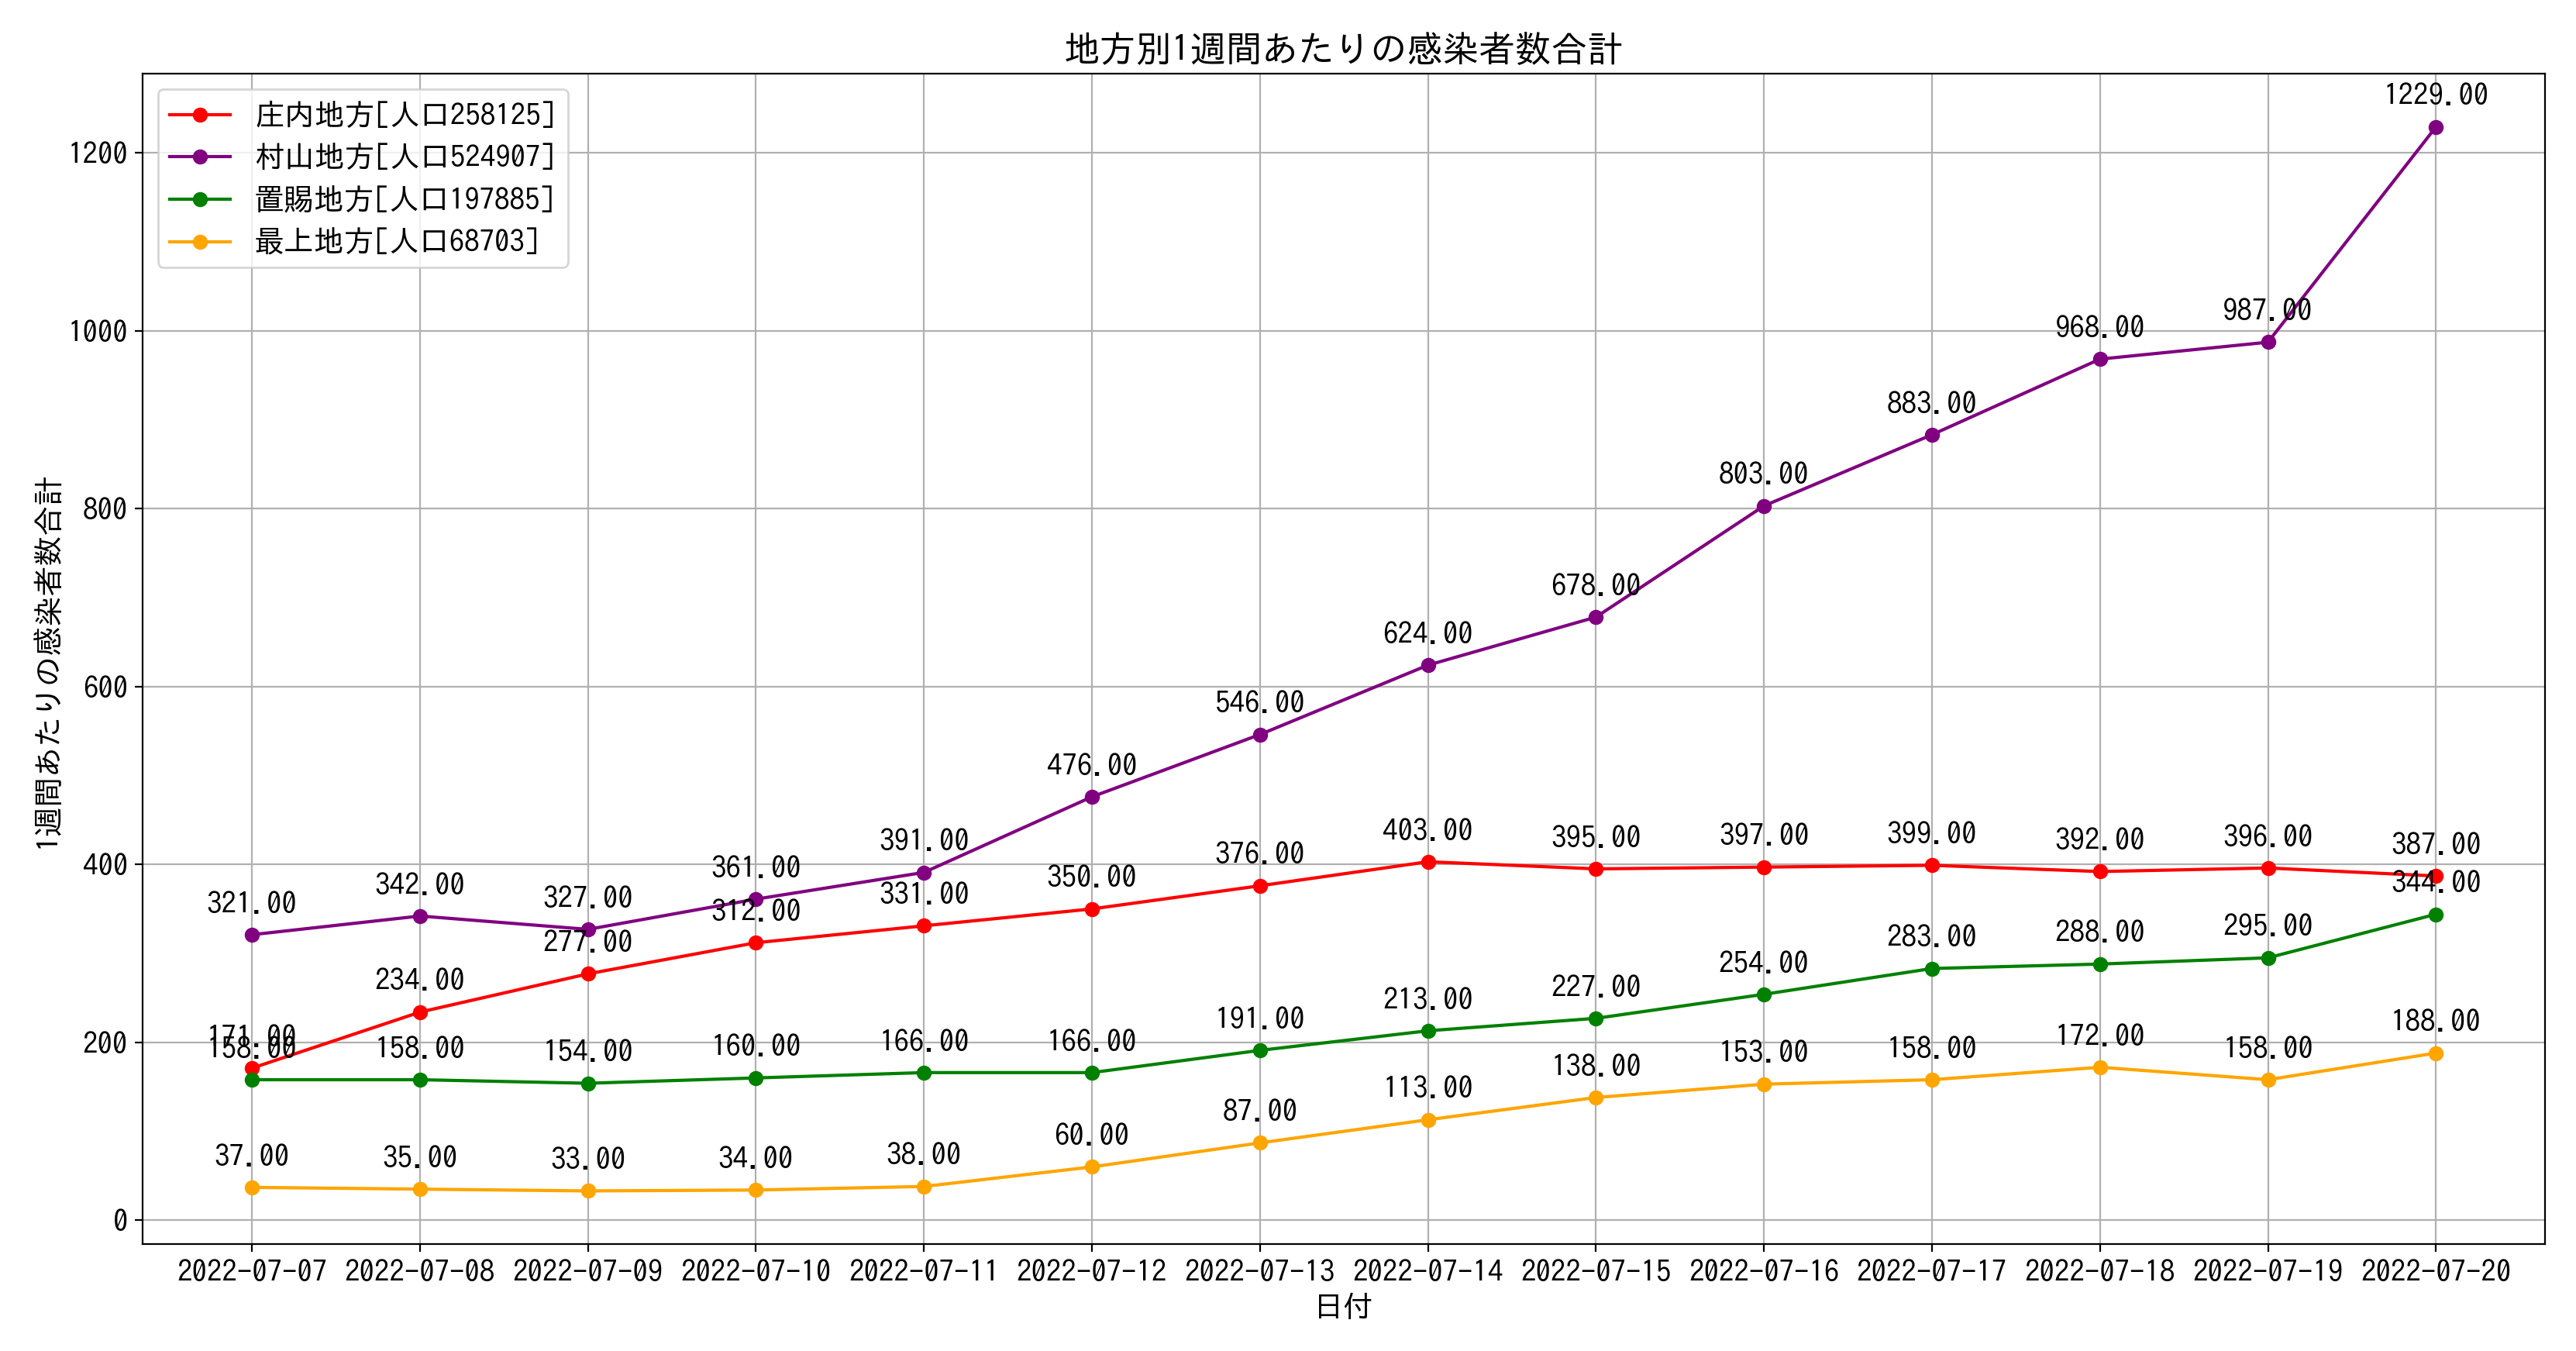 地方別1週間あたりの感染者数合計
庄内地方[人口258125]
村山地方[人口524907]
置賜地方[人口197885]
最上地方[人口68703]
1週間あたりの感染者数合計
1200
1000
800
600
400
200
0
321.00 342.00 327.00 361.00 391.00 476.00 546.00 624.00 678.00 803.00 883.00 968.00 987.00 1229.00
171.00 234.00 277.00 312.00 331.00 350.00 376.00 403.00 395.00 397.00 399.00 392.00 396.00 387.00
158.00 158.00 154.00 160.00 166.00 166.00 191.00 213.00 227.00 254.00 283.00 288.00 295.00 344.00
37.00 35.00 33.00 34.00 38.00 60.00 87.00 113.00 138.00 153.00 158.00 172.00 158.00 188.00
2022-07-07 2022-07-08 2022-07-09 2022-07-10 2022-07-11 2022-07-12 2022-07-13 2022-07-14 2022-07-15 2022-07-16 2022-07-17 2022-07-18 2022-07-19 2022-07-20
日付